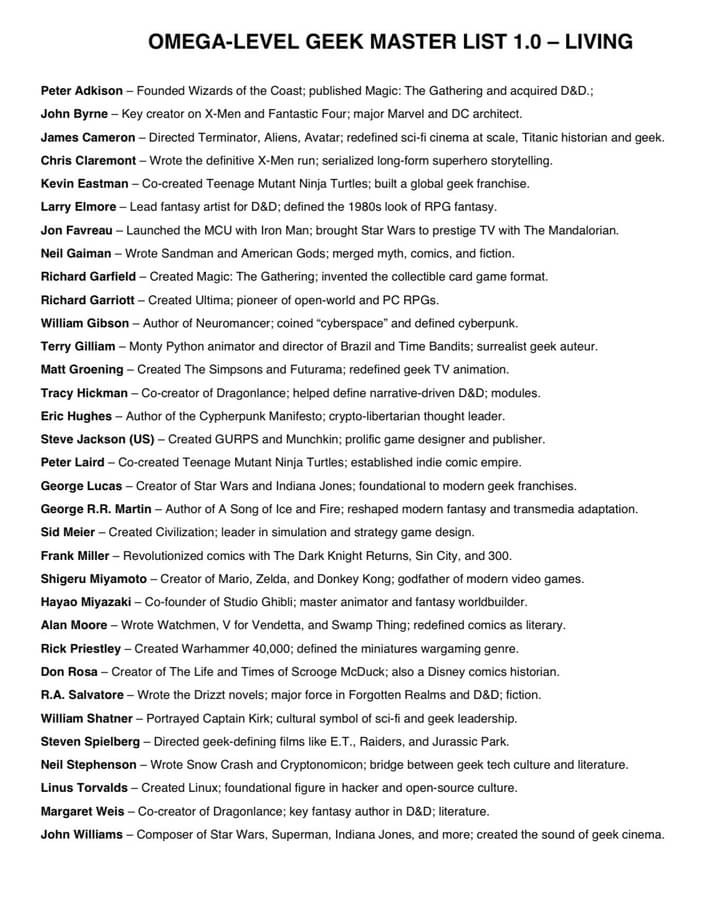 OMEGA-LEVEL GEEK MASTER LIST 1.0 – LIVING
Peter Adkison – Founded Wizards of the Coast; published Magic: The Gathering and acquired D&D.;
John Byrne – Key creator on X-Men and Fantastic Four; major Marvel and DC architect.
James Cameron – Directed Terminator, Aliens, Avatar; redefined sci-fi cinema at scale, Titanic historian and geek.
Chris Claremont – Wrote the definitive X-Men run; serialized long-form superhero storytelling.
Kevin Eastman – Co-created Teenage Mutant Ninja Turtles; built a global geek franchise.
Larry Elmore – Lead fantasy artist for D&D; defined the 1980s look of RPG fantasy.
Jon Favreau – Launched the MCU with Iron Man; brought Star Wars to prestige TV with The Mandalorian.
Neil Gaiman – Wrote Sandman and American Gods; merged myth, comics, and fiction.
Richard Garfield – Created Magic: The Gathering; invented the collectible card game format.
Richard Garriott – Created Ultima; pioneer of open-world and PC RPGs.
William Gibson – Author of Neuromancer; coined “cyberspace” and defined cyberpunk.
Terry Gilliam – Monty Python animator and director of Brazil and Time Bandits; surrealist geek auteur.
Matt Groening – Created The Simpsons and Futurama; redefined geek TV animation.
Tracy Hickman – Co-creator of Dragonlance; helped define narrative-driven D&D; modules.
Eric Hughes – Author of the Cypherpunk Manifesto; crypto-libertarian thought leader.
Steve Jackson (US) – Created GURPS and Munchkin; prolific game designer and publisher.
Peter Laird – Co-created Teenage Mutant Ninja Turtles; established indie comic empire.
George Lucas – Creator of Star Wars and Indiana Jones; foundational to modern geek franchises.
George R.R. Martin – Author of A Song of Ice and Fire; reshaped modern fantasy and transmedia adaptation.
Sid Meier – Created Civilization; leader in simulation and strategy game design.
Frank Miller – Revolutionized comics with The Dark Knight Returns, Sin City, and 300.
Shigeru Miyamoto – Creator of Mario, Zelda, and Donkey Kong; godfather of modern video games.
Hayao Miyazaki – Co-founder of Studio Ghibli; master animator and fantasy worldbuilder.
Alan Moore – Wrote Watchmen, V for Vendetta, and Swamp Thing; redefined comics as literary.
Rick Priestley – Created Warhammer 40,000; defined the miniatures wargaming genre.
Don Rosa – Creator of The Life and Times of Scrooge McDuck; also a Disney comics historian.
R.A. Salvatore – Wrote the Drizzt novels; major force in Forgotten Realms and D&D; fiction.
William Shatner – Portrayed Captain Kirk; cultural symbol of sci-fi and geek leadership.
Steven Spielberg – Directed geek-defining films like E.T., Raiders, and Jurassic Park.
Neil Stephenson – Wrote Snow Crash and Cryptonomicon; bridge between geek tech culture and literature.
Linus Torvalds – Created Linux; foundational figure in hacker and open-source culture.
Margaret Weis – Co-creator of Dragonlance; key fantasy author in D&D; literature.
John Williams – Composer of Star Wars, Superman, Indiana Jones, and more; created the sound of geek cinema.